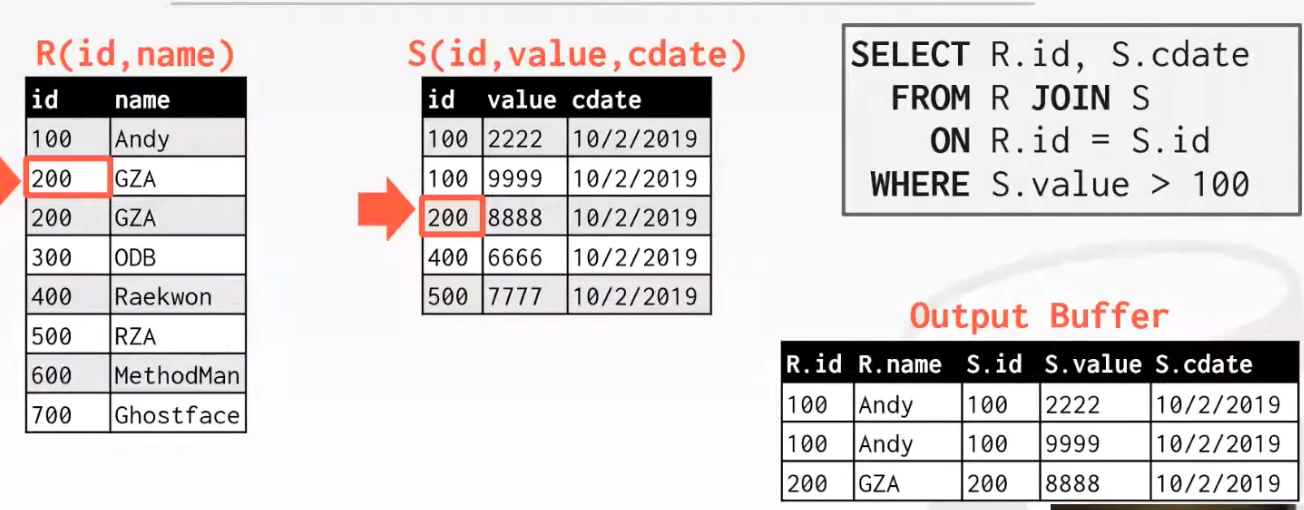 R(id,name)
id name
100 Andy
200 GZA
200 GZA
300 ODB
400 Raekwon
500 RZA
600 MethodMan
700 Ghostface
S(id,value,cdate)
id value cdate
100 2222 10/2/2019
100 9999 10/2/2019
200 8888 10/2/2019
400 6666 10/2/2019
500 7777 10/2/2019
SELECT R.id, S.cdate
FROM R JOIN S
ON R.id = S.id
WHERE S.value > 100
Output Buffer
R.id R.name S.id S.value S.cdate
100 Andy 100 2222 10/2/2019
100 Andy 100 9999 10/2/2019
200 GZA 200 8888 10/2/2019